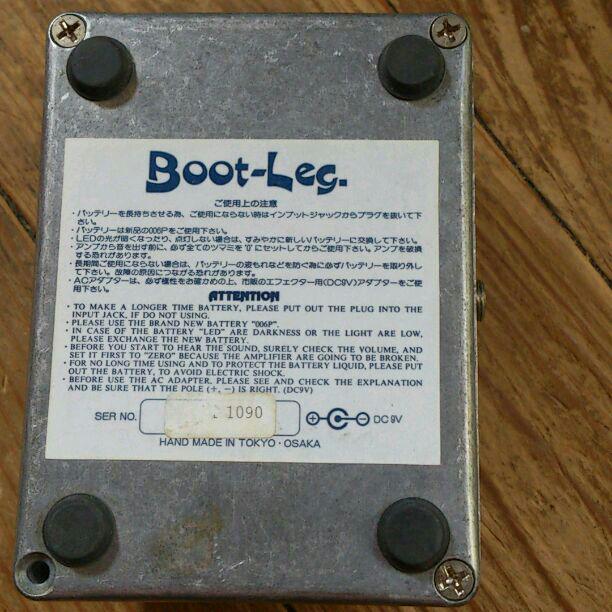 Boot-Leg.
ご使用上の注意
・バッテリーを長持ちさせる為、ご使用にならない時はインプットジャックからプラグを抜いて下
さい。
・バッテリーは新品の006Pをご使用下さい。
・LEDの光が暗くなったり、点灯しない場合は、すみやかに新しいバッテリーに交換して下さい。
・アンプから音を出す前に、必ず全てのツマミを'0'にセットしてからご使用下さい。アンプを破損
する恐れがあります。
・長期間ご使用にならない場合は、バッテリーの液もれなどを防ぐ為に必ずバッテリーを取り外し
て下さい。故障の原因につながる恐れがあります。
・ACアダプターは、必ず極性をお確かめの上、市販のエフェクター用(DC9V)アダプターをご使
用下さい。
ATTENTION
・TO MAKE A LONGER TIME BATTERY, PLEASE PUT OUT THE PLUG INTO THE
INPUT JACK, IF DO NOT USING.
・PLEASE USE THE BRAND NEW BATTERY "006P".
・IN CASE OF THE BATTERY "LED" ARE DARKNESS OR THE LIGHT ARE LOW,
PLEASE EXCHANGE THE NEW BATTERY.
・BEFORE YOU START TO HEAR THE SOUND, SURELY CHECK THE VOLUME, AND
SET IT FIRST TO "ZERO" BECAUSE THE AMPLIFIER ARE GOING TO BE BROKEN.
・FOR NO LONG TIME USING AND TO PROTECT THE BATTERY LIQUID, PLEASE PUT
OUT THE BATTERY, TO AVOID ELECTRIC SHOCK.
・BEFORE USE THE AC ADAPTER, PLEASE SEE AND CHECK THE EXPLANATION
AND BE SURE THAT THE POLE (+, −) IS RIGHT. (DC9V)
SER NO. 1090 DC 9V
HAND MADE IN TOKYO・OSAKA